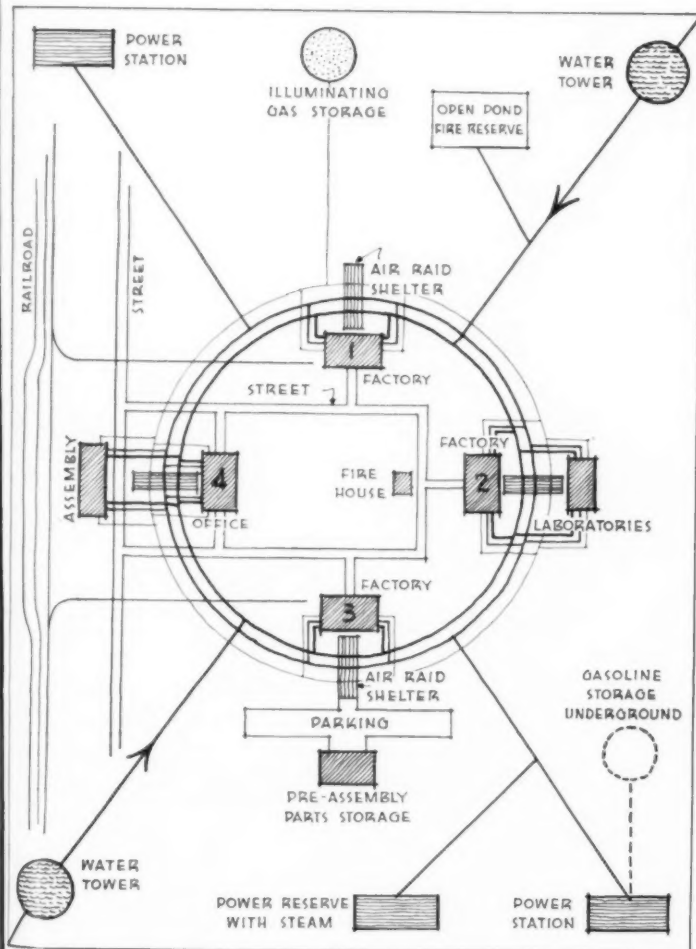 POWER
STATION
ILLUMINATING
GAS STORAGE
WATER
TOWER
OPEN POND
FIRE RESERVE
RAILROAD
STREET
AIR RAID
SHELTER
1
FACTORY
STREET
ASSEMBLY
4
OFFICE
FIRE
HOUSE
FACTORY
2
LABORATORIES
FACTORY
3
AIR RAID
SHELTER
PARKING
PRE-ASSEMBLY
PARTS STORAGE
GASOLINE
STORAGE
UNDERGROUND
WATER
TOWER
POWER RESERVE
WITH STEAM
POWER
STATION